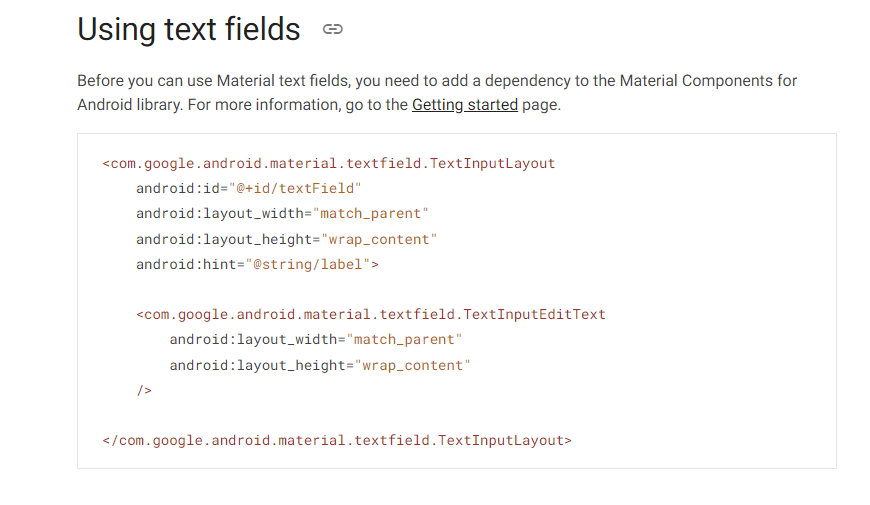 Using text fields
Before you can use Material text fields, you need to add a dependency to the Material Components for
Android library. For more information, go to the Getting started page.
<com.google.android.material.textfield.TextInputLayout
    android:id="@+id/textField"
    android:layout_width="match_parent"
    android:layout_height="wrap_content"
    android:hint="@string/label">
    <com.google.android.material.textfield.TextInputEditText
        android:layout_width="match_parent"
        android:layout_height="wrap_content"
    />
</com.google.android.material.textfield.TextInputLayout>